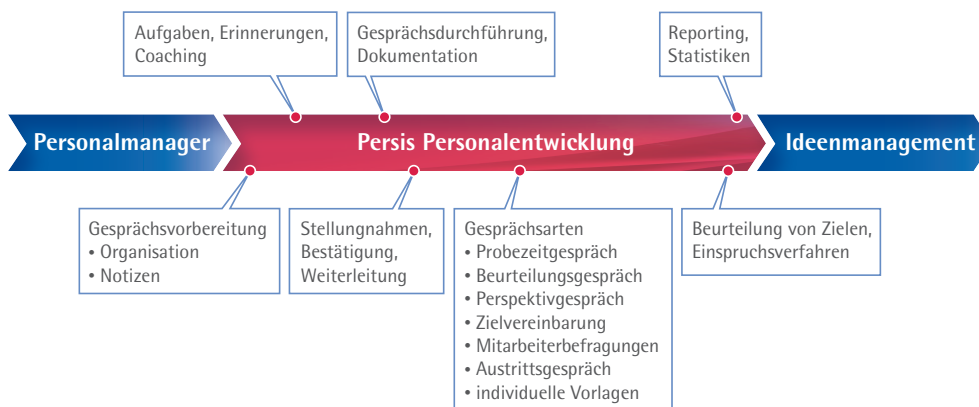 Aufgaben, Erinnerungen,
Coaching
Gesprächsdurchführung,
Dokumentation
Reporting,
Statistiken
Personalmanager
Persis Personalentwicklung
Ideenmanagement
Gesprächsvorbereitung
• Organisation
• Notizen
Stellungnahmen,
Bestätigung,
Weiterleitung
Gesprächsarten
• Probezeitgespräch
• Beurteilungsgespräch
• Perspektivgespräch
• Zielvereinbarung
• Mitarbeiterbefragungen
• Austrittsgespräch
• individuelle Vorlagen
Beurteilung von Zielen,
Einspruchsverfahren